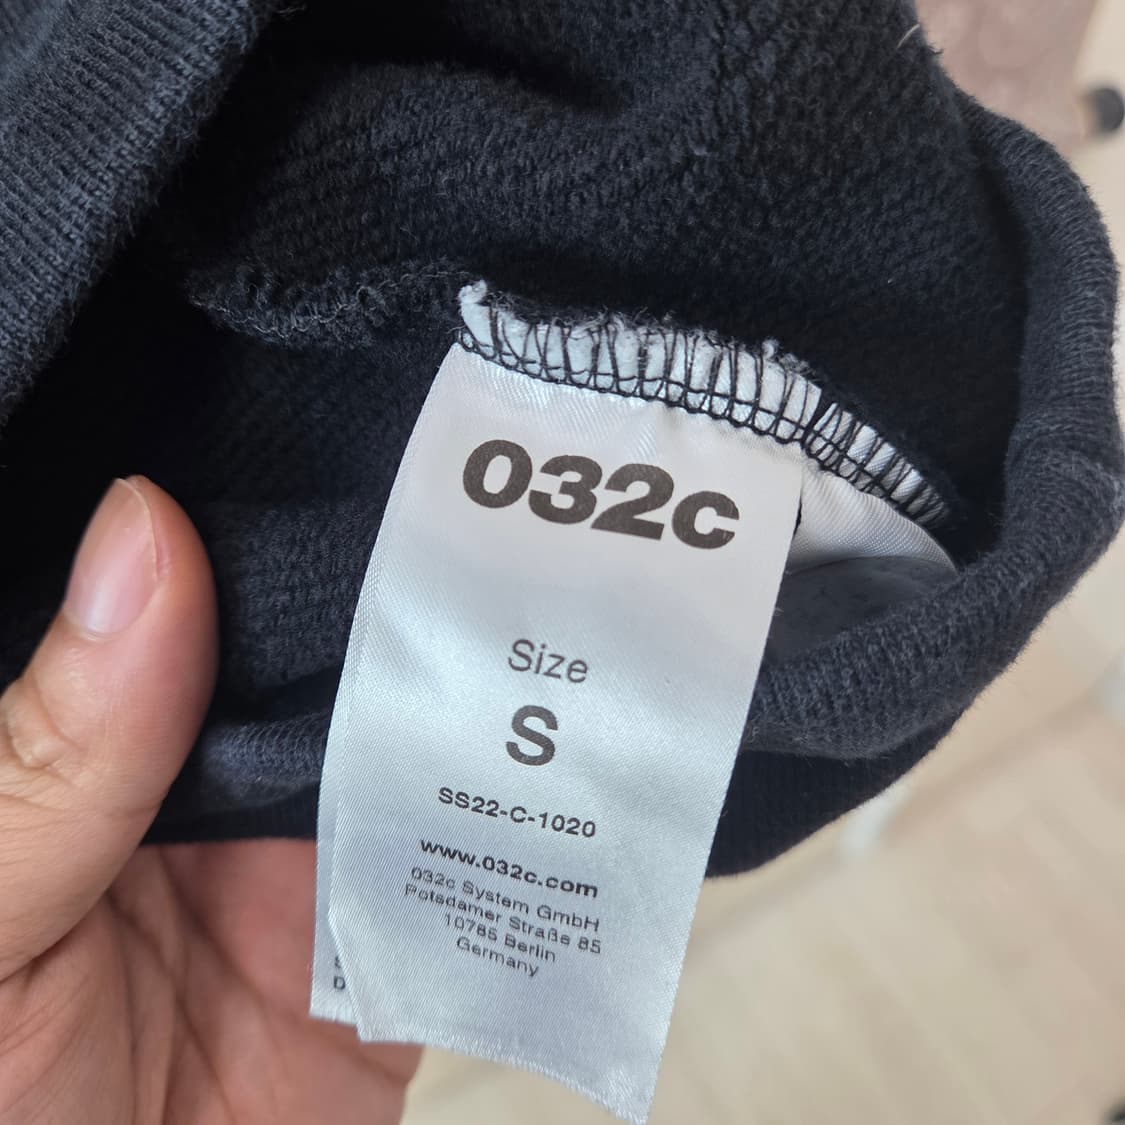 032c
Size
S
SS22-C-1020
www.032c.com
032c System GmbH
Potsdamer Straße 85
10785 Berlin
Germany